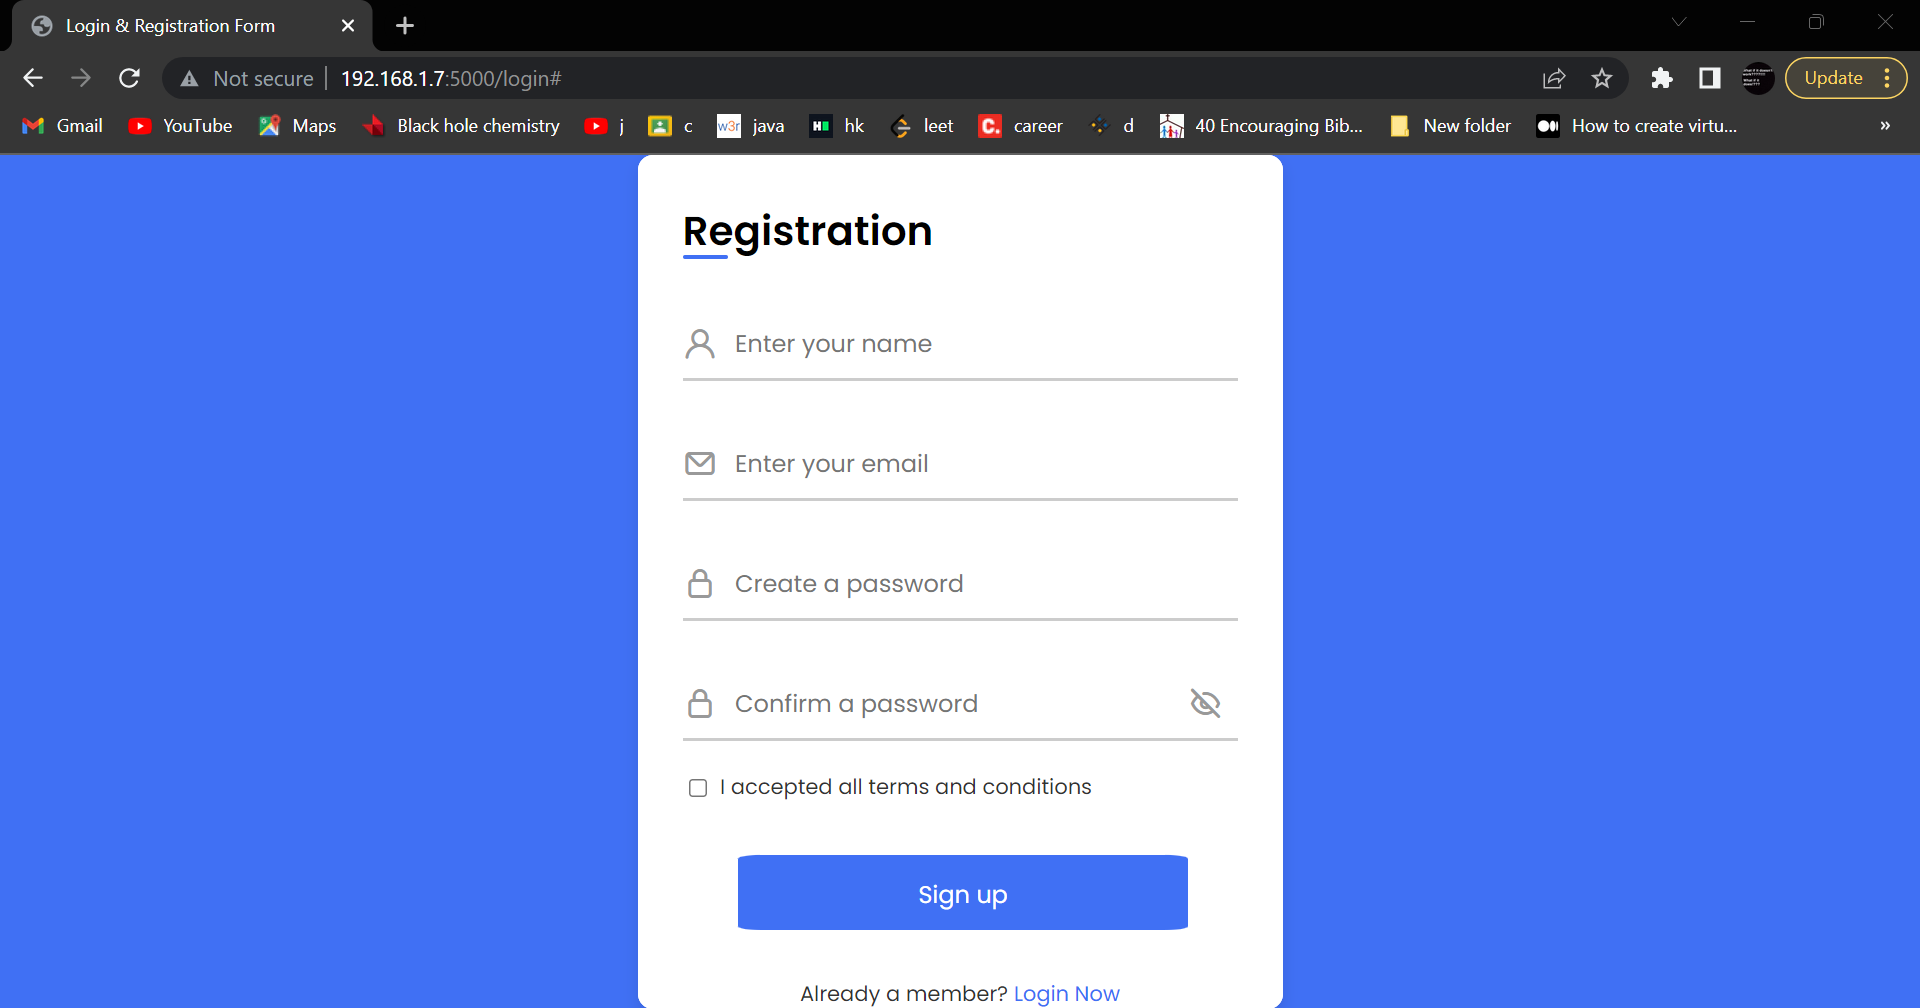 Login & Registration Form
Not secure 192.168.1.7:5000/login#
Update
Gmail YouTube Maps Black hole chemistry j c w3r java hk leet C. career d 40 Encouraging Bib... New folder How to create virtu... »
Registration
Enter your name
Enter your email
Create a password
Confirm a password
I accepted all terms and conditions
Sign up
Already a member? Login Now